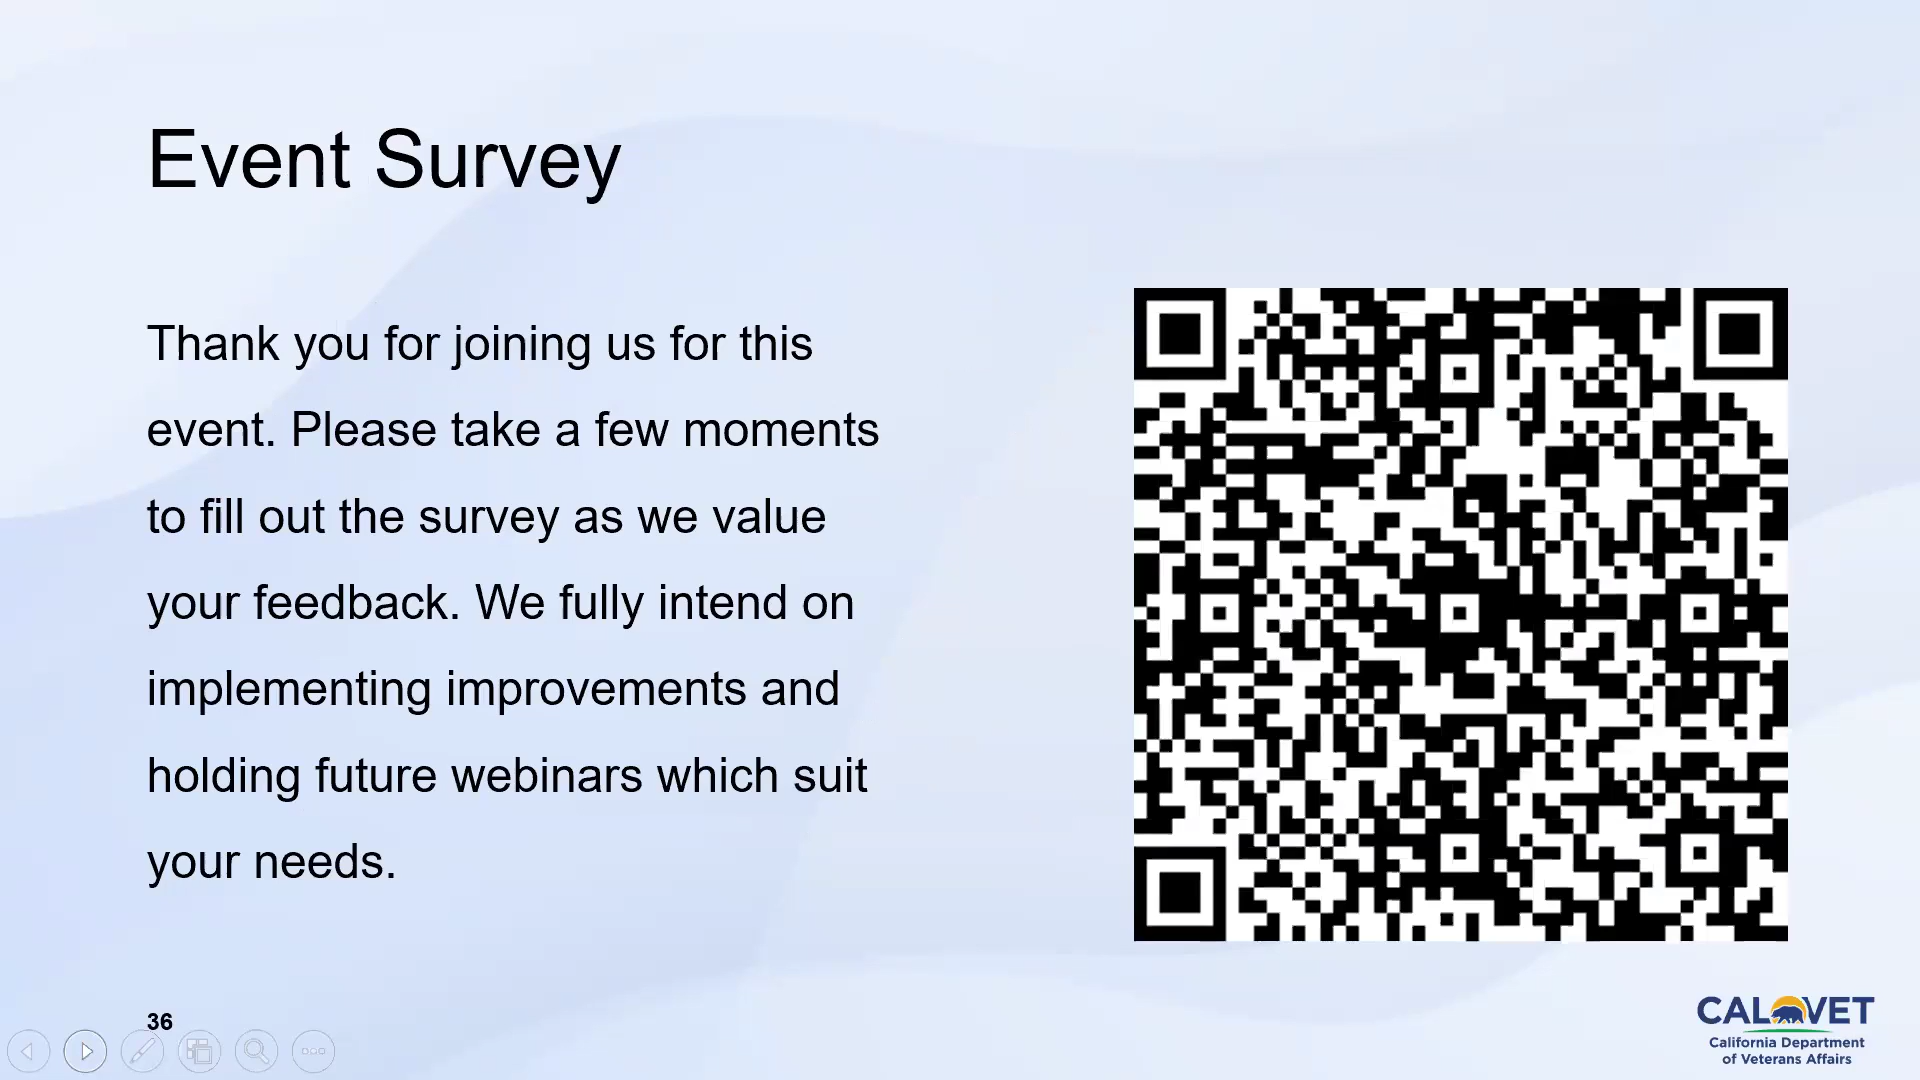 Event Survey
Thank you for joining us for this
event. Please take a few moments
to fill out the survey as we value
your feedback. We fully intend on
implementing improvements and
holding future webinars which suit
your needs.
36
CALVET
California Department
of Veterans Affairs